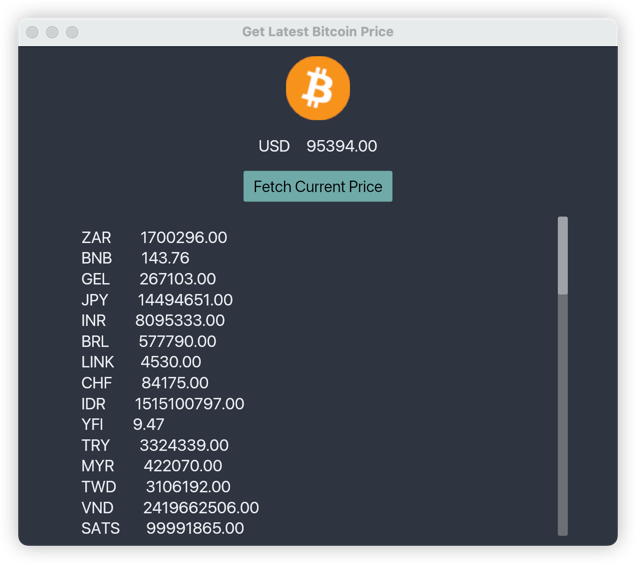 Get Latest Bitcoin Price
USD 95394.00
Fetch Current Price
ZAR 1700296.00
BNB 143.76
GEL 267103.00
JPY 14494651.00
INR 8095333.00
BRL 577790.00
LINK 4530.00
CHF 84175.00
IDR 1515100797.00
YFI 9.47
TRY 3324339.00
MYR 422070.00
TWD 3106192.00
VND 2419662506.00
SATS 99991865.00